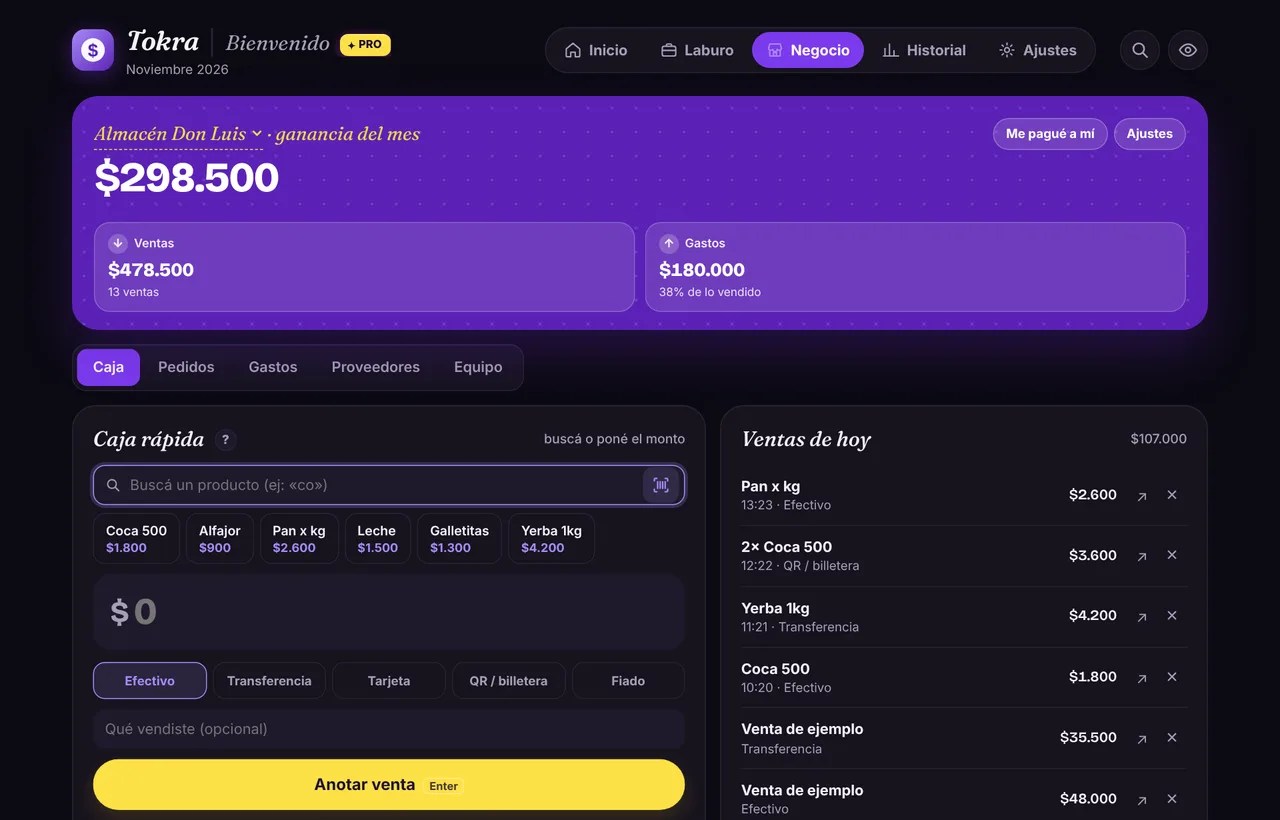 $
Tokra
Bienvenido
PRO
Noviembre 2026
Inicio
Laburo
Negocio
Historial
Ajustes
Almacén Don Luis · ganancia del mes
$298.500
Me pagué a mí
Ajustes
Ventas
$478.500
13 ventas
Gastos
$180.000
38% de lo vendido
Caja
Pedidos
Gastos
Proveedores
Equipo
Caja rápida ?
buscá o poné el monto
Buscá un producto (ej: «co»)
Coca 500
$1.800
Alfajor
$900
Pan x kg
$2.600
Leche
$1.500
Galletitas
$1.300
Yerba 1kg
$4.200
$ 0
Efectivo
Transferencia
Tarjeta
QR / billetera
Fiado
Qué vendiste (opcional)
Anotar venta Enter
Ventas de hoy
$107.000
Pan x kg
13:23 · Efectivo
$2.600
2× Coca 500
12:22 · QR / billetera
$3.600
Yerba 1kg
11:21 · Transferencia
$4.200
Coca 500
10:20 · Efectivo
$1.800
Venta de ejemplo
Transferencia
$35.500
Venta de ejemplo
Efectivo
$48.000